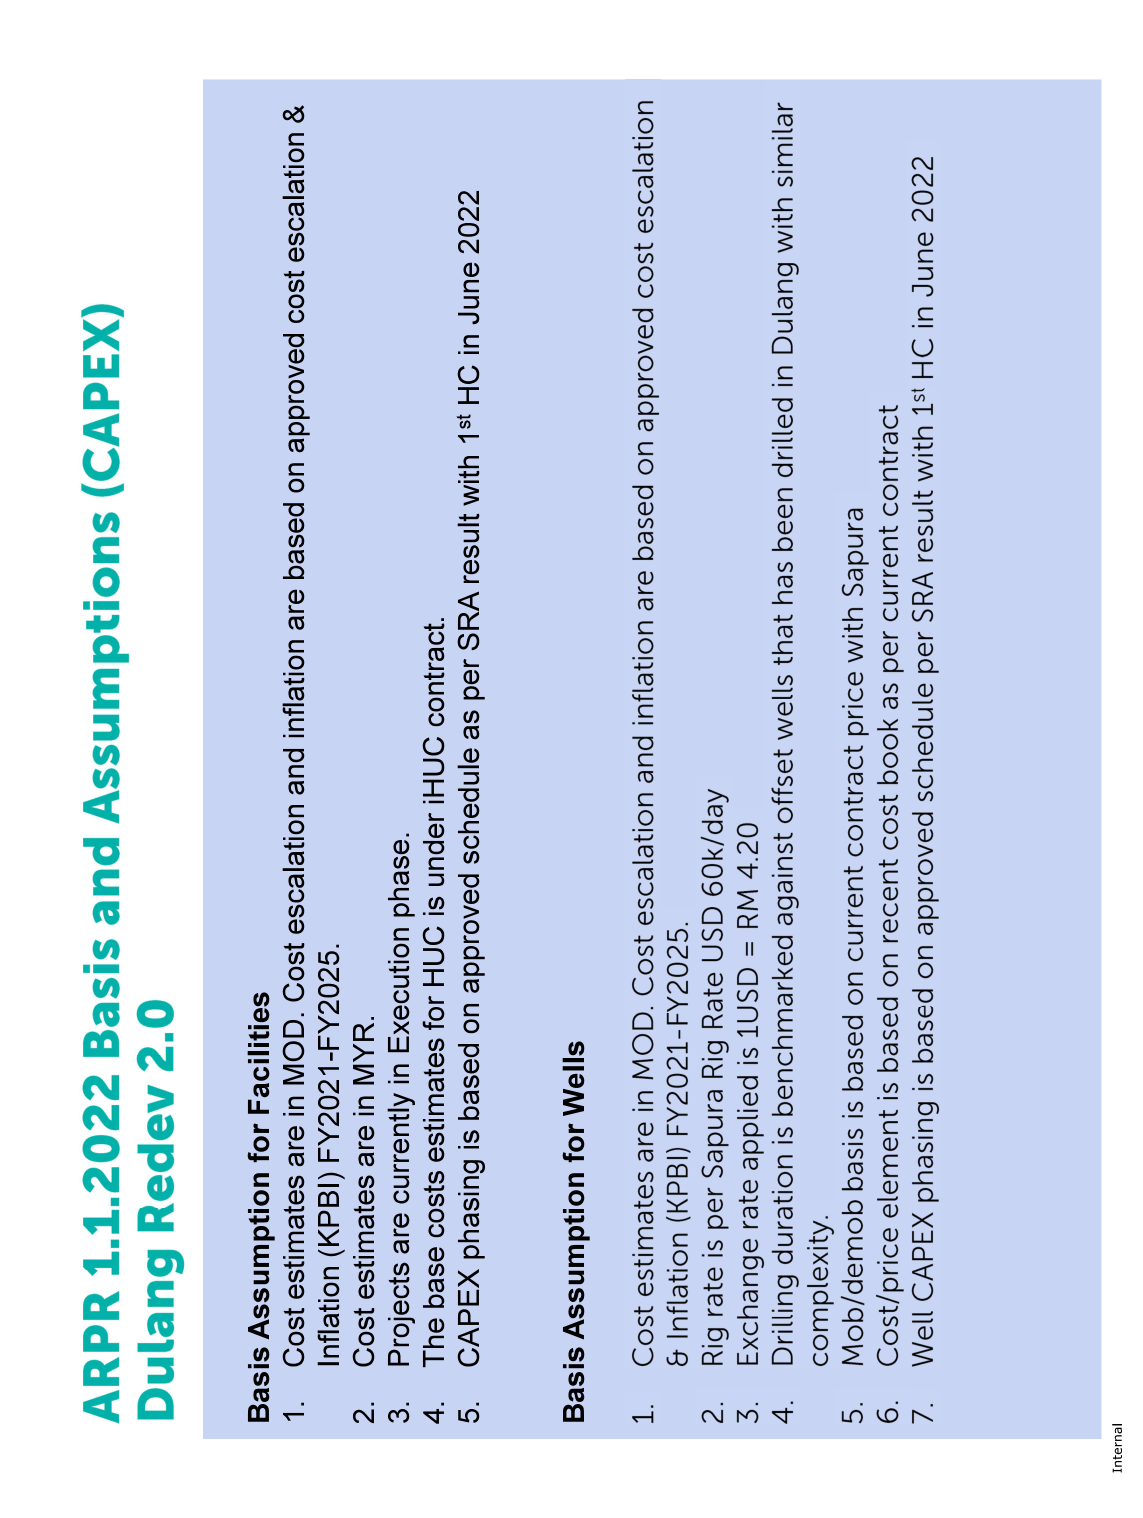 ARPR 1.1.2022 Basis and Assumptions (CAPEX)
Dulang Redev 2.0
Basis Assumption for Facilities
1. Cost estimates are in MOD. Cost escalation and inflation are based on approved cost escalation &
Inflation (KPBI) FY2021-FY2025.
2. Cost estimates are in MYR.
3. Projects are currently in Execution phase.
4. The base costs estimates for HUC is under iHUC contract.
5. CAPEX phasing is based on approved schedule as per SRA result with 1st HC in June 2022
Basis Assumption for Wells
1. Cost estimates are in MOD. Cost escalation and inflation are based on approved cost escalation
& Inflation (KPBI) FY2021-FY2025.
2. Rig rate is per Sapura Rig Rate USD 60k/day
3. Exchange rate applied is 1USD = RM 4.20
4. Drilling duration is benchmarked against offset wells that has been drilled in Dulang with similar
complexity.
5. Mob/demob basis is based on current contract price with Sapura
6. Cost/price element is based on recent cost book as per current contract
7. Well CAPEX phasing is based on approved schedule per SRA result with 1st HC in June 2022
Internal